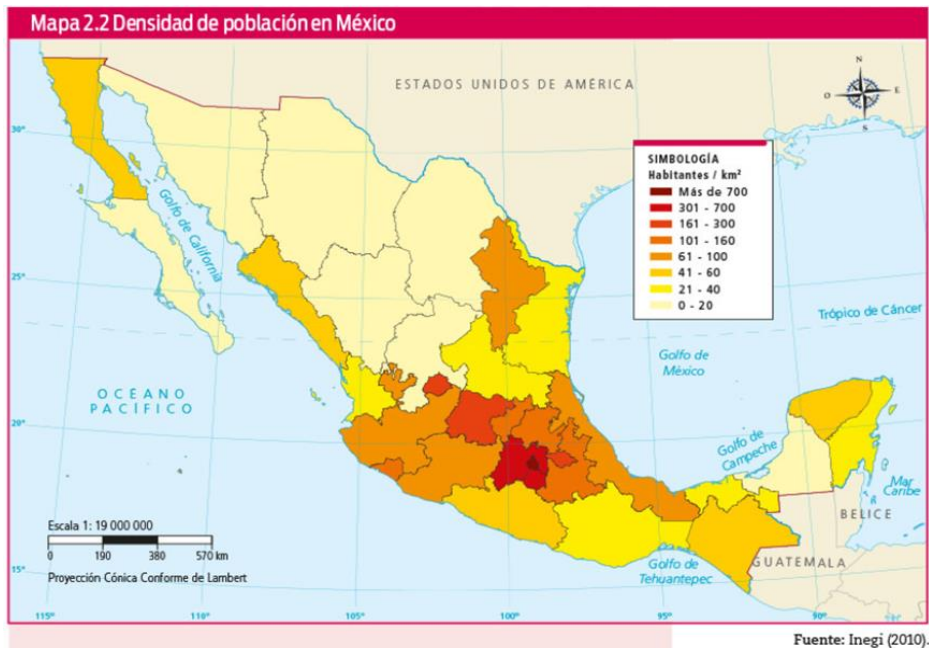 Mapa 2.2 Densidad de población en México
ESTADOS UNIDOS DE AMÉRICA
N
O
E
S
30°
SIMBOLOGÍA
Habitantes / km²
Más de 700
301 - 700
161 - 300
101 - 160
61 - 100
41 - 60
21 - 40
0 - 20
Golfo de California
25°
Trópico de Cáncer
Golfo de
México
OCÉANO
PACÍFICO
20°
Golfo de
Campeche
Mar
Caribe
BELICE
Escala 1: 19 000 000
0 190 380 570 km
Proyección Cónica Conforme de Lambert
GUATEMALA
Golfo de
Tehuantepec
15°
115° 110° 105° 100° 95° 90°
Fuente: Inegi (2010).